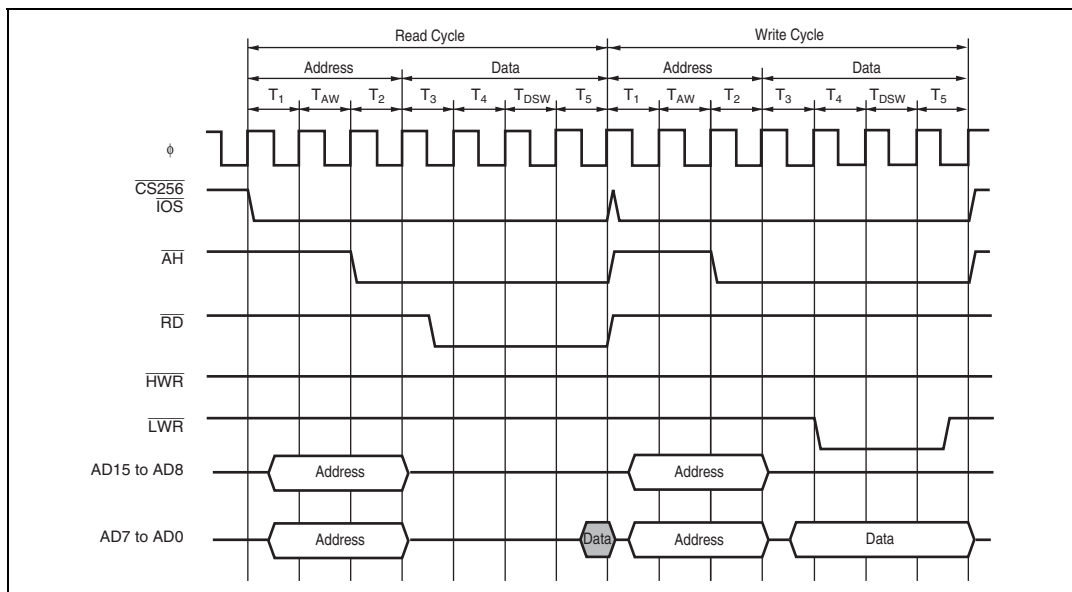 Read Cycle Write Cycle
Address Data Address Data
T1 TAW T2 T3 T4 TDSW T5 T1 TAW T2 T3 T4 TDSW T5
ϕ
CS256
IOS
AH
RD
HWR
LWR
AD15 to AD8 Address Address
AD7 to AD0 Address Data Address Data